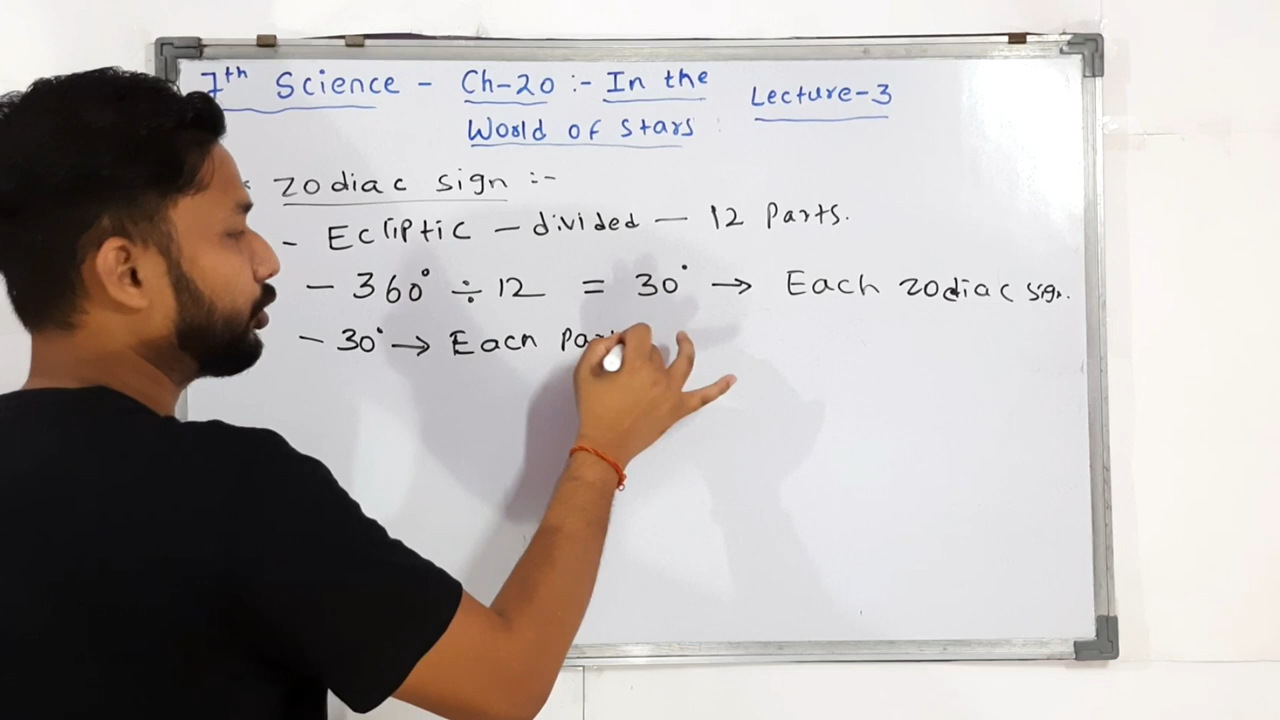 7th Science - Ch-20 :- In the
World of stars
Lecture-3
zodiac sign :-
- Ecliptic - divided - 12 Parts.
- 360° ÷ 12 = 30° → Each zodiac sign.
- 30° → Each